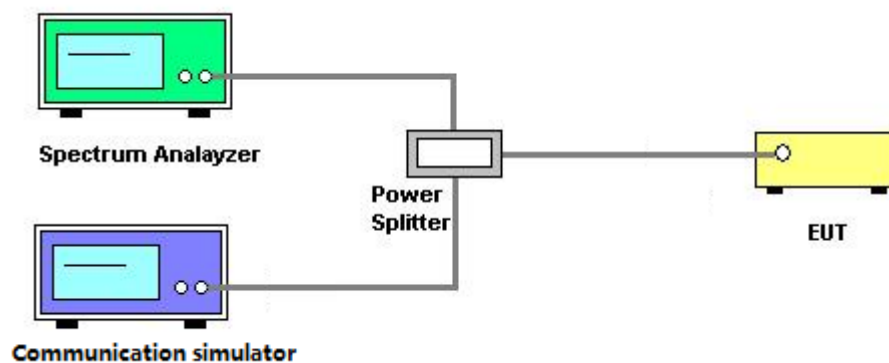 Spectrum Analayzer
Power
Splitter
EUT
Communication simulator